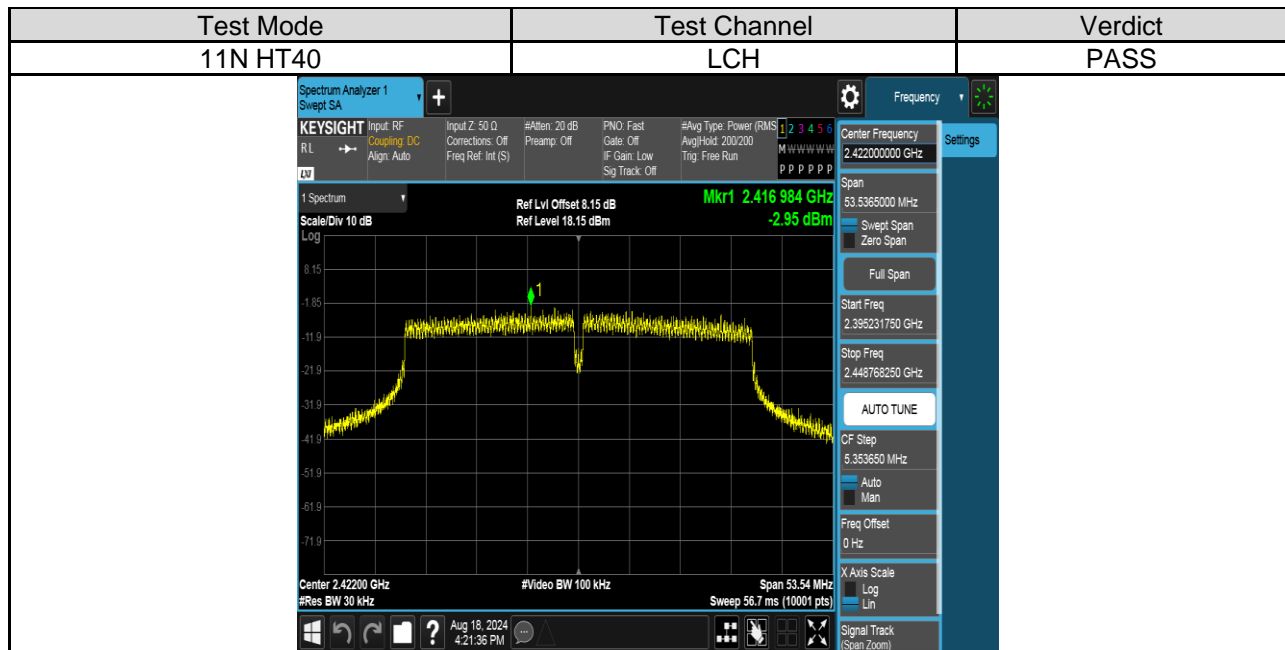 Test Mode Test Channel Verdict
11N HT40 LCH PASS
Spectrum Analyzer 1
Swept SA
Frequency
KEYSIGHT
RL
LXI
Input: RF
Coupling: DC
Align: Auto
Input Z: 50 Ω
Corrections: Off
Freq Ref: Int (S)
#Atten: 20 dB
Preamp: Off
PNO: Fast
Gate: Off
IF Gain: Low
Sig Track: Off
#Avg Type: Power (RMS
Avg|Hold: 200/200
Trig: Free Run
1 2 3 4 5 6
M W W W W W
P P P P P P
Center Frequency
2.422000000 GHz
Settings
Span
53.5365000 MHz
Swept Span
Zero Span
Full Span
Start Freq
2.395231750 GHz
Stop Freq
2.448768250 GHz
AUTO TUNE
CF Step
5.353650 MHz
Auto
Man
Freq Offset
0 Hz
X Axis Scale
Log
Lin
Signal Track
(Span Zoom)
1 Spectrum
Scale/Div 10 dB
Ref Lvl Offset 8.15 dB
Ref Level 18.15 dBm
Mkr1 2.416 984 GHz
-2.95 dBm
Log
8.15
-1.85
-11.9
-21.9
-31.9
-41.9
-51.9
-61.9
-71.9
1
Center 2.42200 GHz
#Res BW 30 kHz
#Video BW 100 kHz
Span 53.54 MHz
Sweep 56.7 ms (10001 pts)
?
Aug 18, 2024
4:21:36 PM